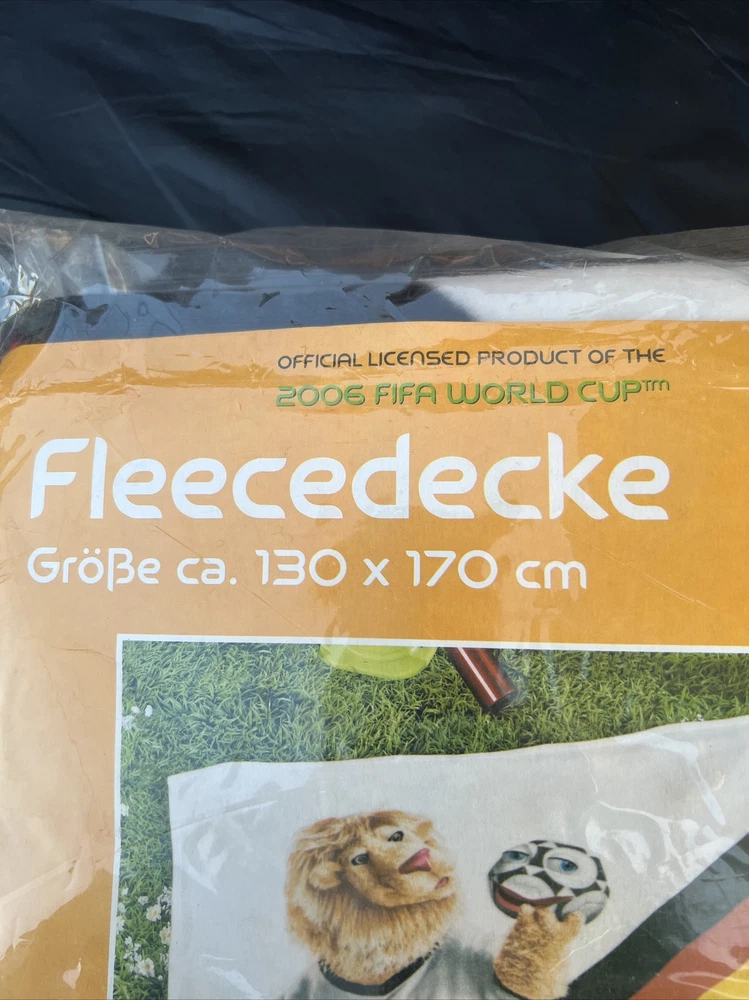 OFFICIAL LICENSED PRODUCT OF THE
2006 FIFA WORLD CUP™
Fleecedecke
Größe ca. 130 x 170 cm